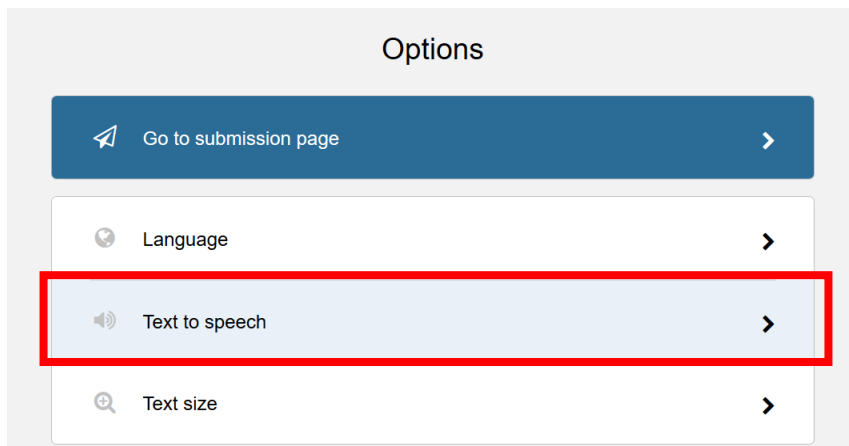 Options
Go to submission page
Language
Text to speech
Text size